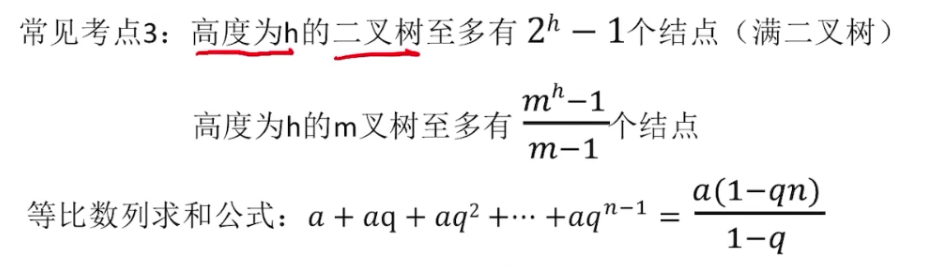 常见考点3：高度为h的二叉树至多有 2^h − 1个结点（满二叉树）
高度为h的m叉树至多有 (m^h−1)/(m−1) 个结点
等比数列求和公式：a + aq + aq^2 +⋯ +aq^(n−1) = a(1−qn)/(1−q)